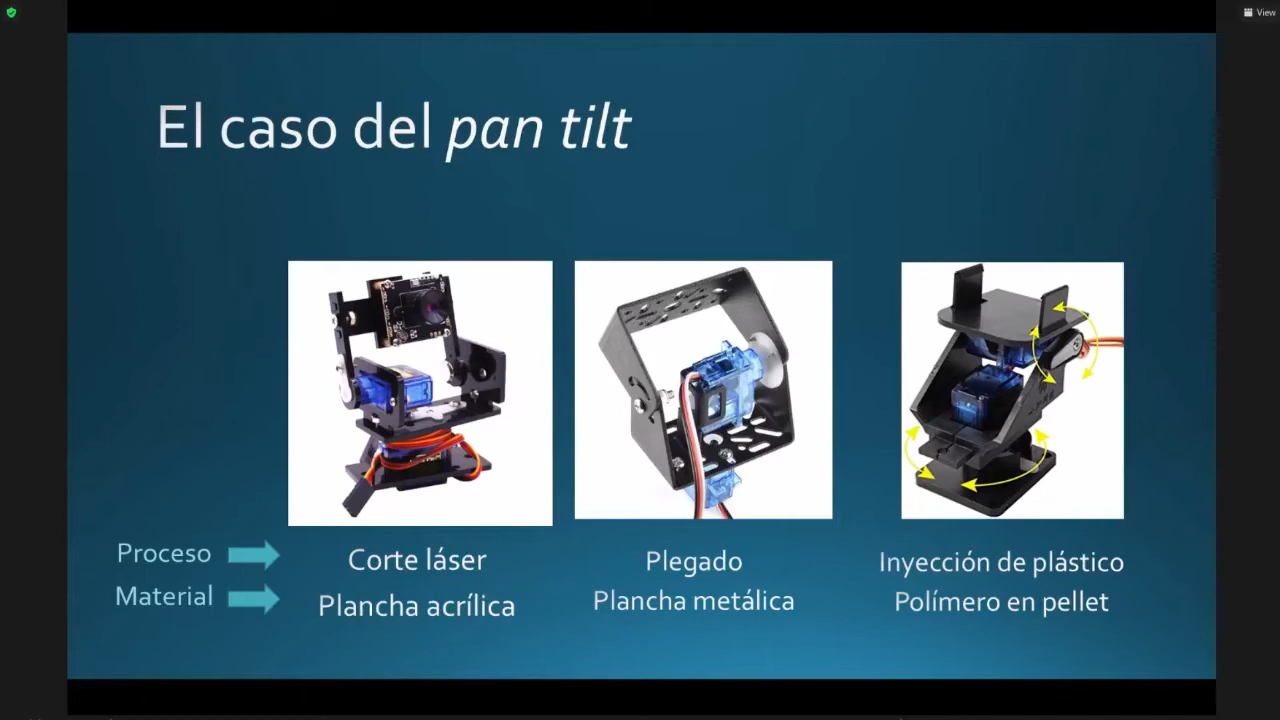 View
El caso del pan tilt
Proceso
Corte láser
Plegado
Inyección de plástico
Material
Plancha acrílica
Plancha metálica
Polímero en pellet